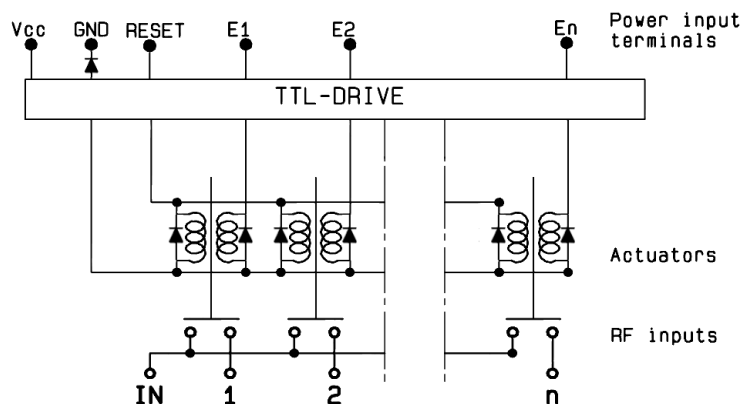 Vcc GND RESET E1 E2 En Power input
terminals
TTL-DRIVE
Actuators
RF inputs
IN 1 2 n